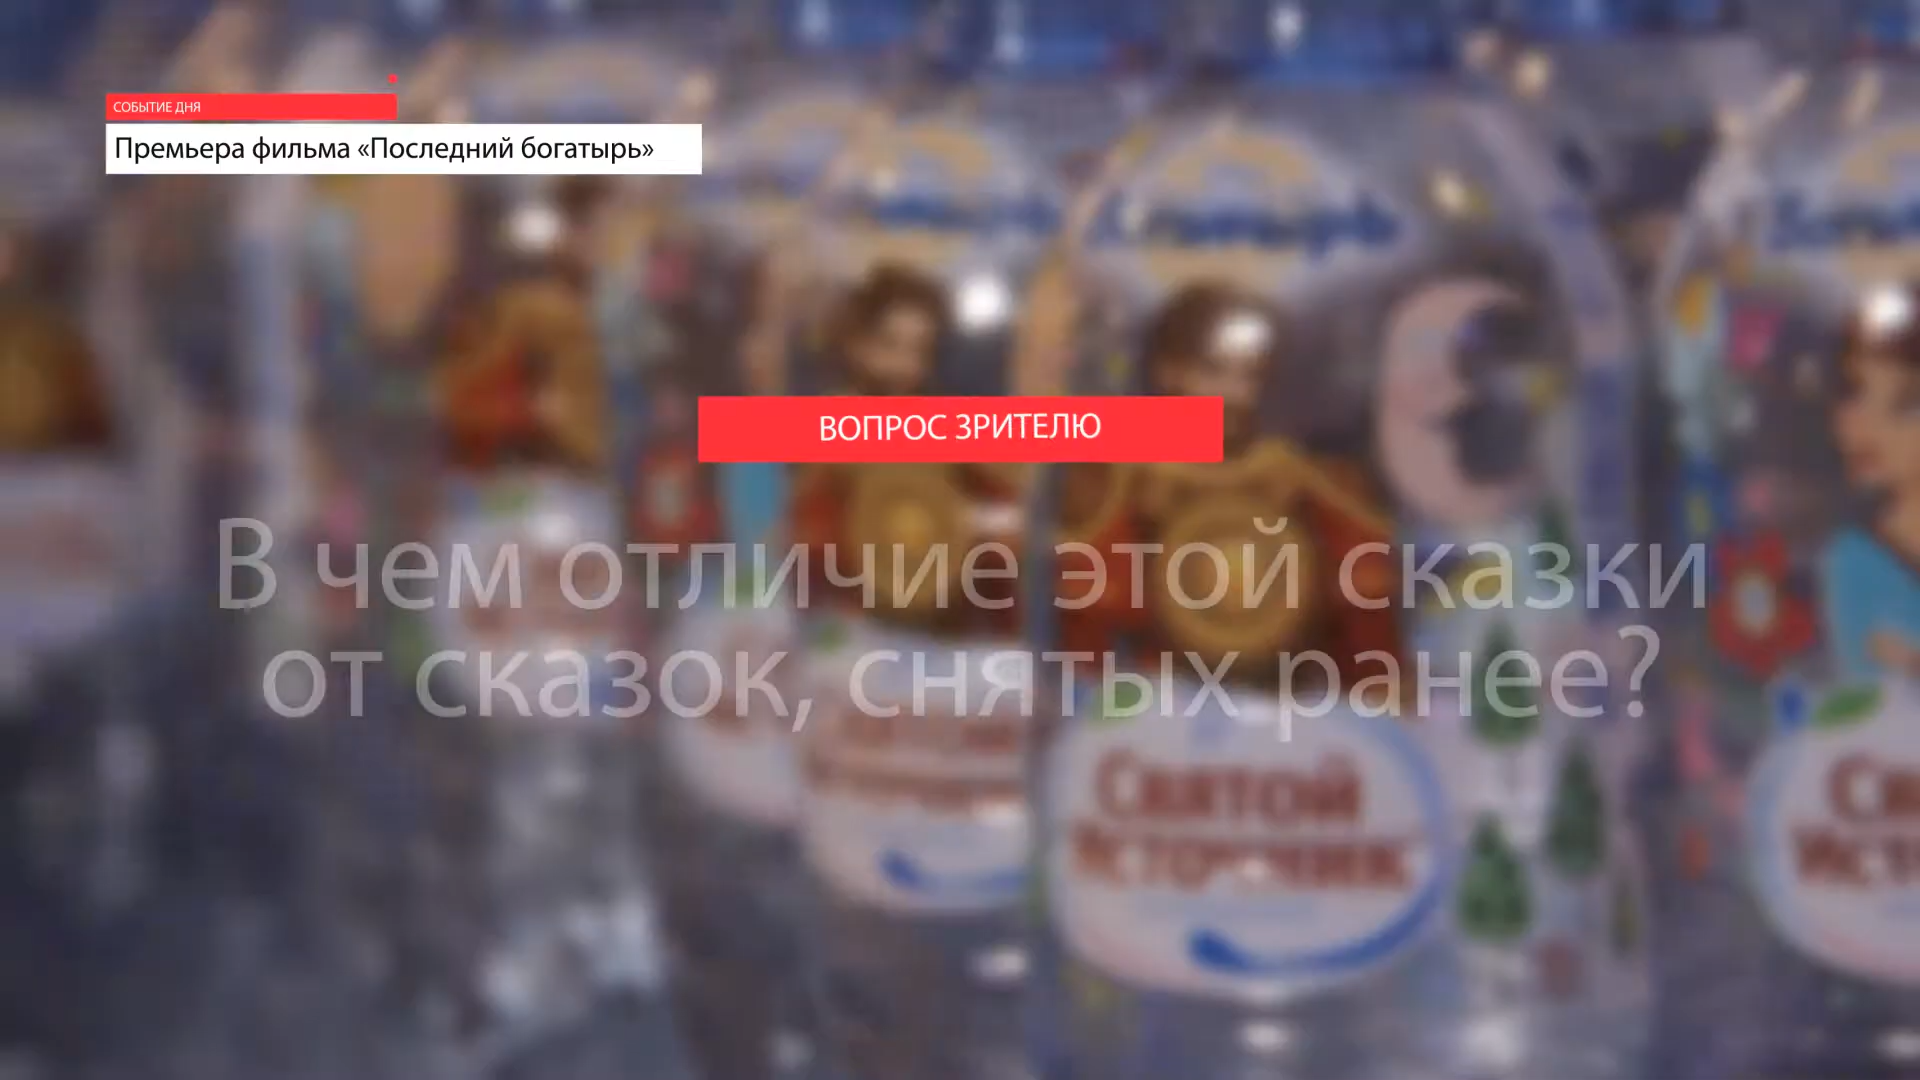 СОБЫТИЕ ДНЯ
Премьера фильма «Последний богатырь»
ВОПРОС ЗРИТЕЛЮ
В чем отличие этой сказки
от сказок, снятых ранее?
Святой
Источник